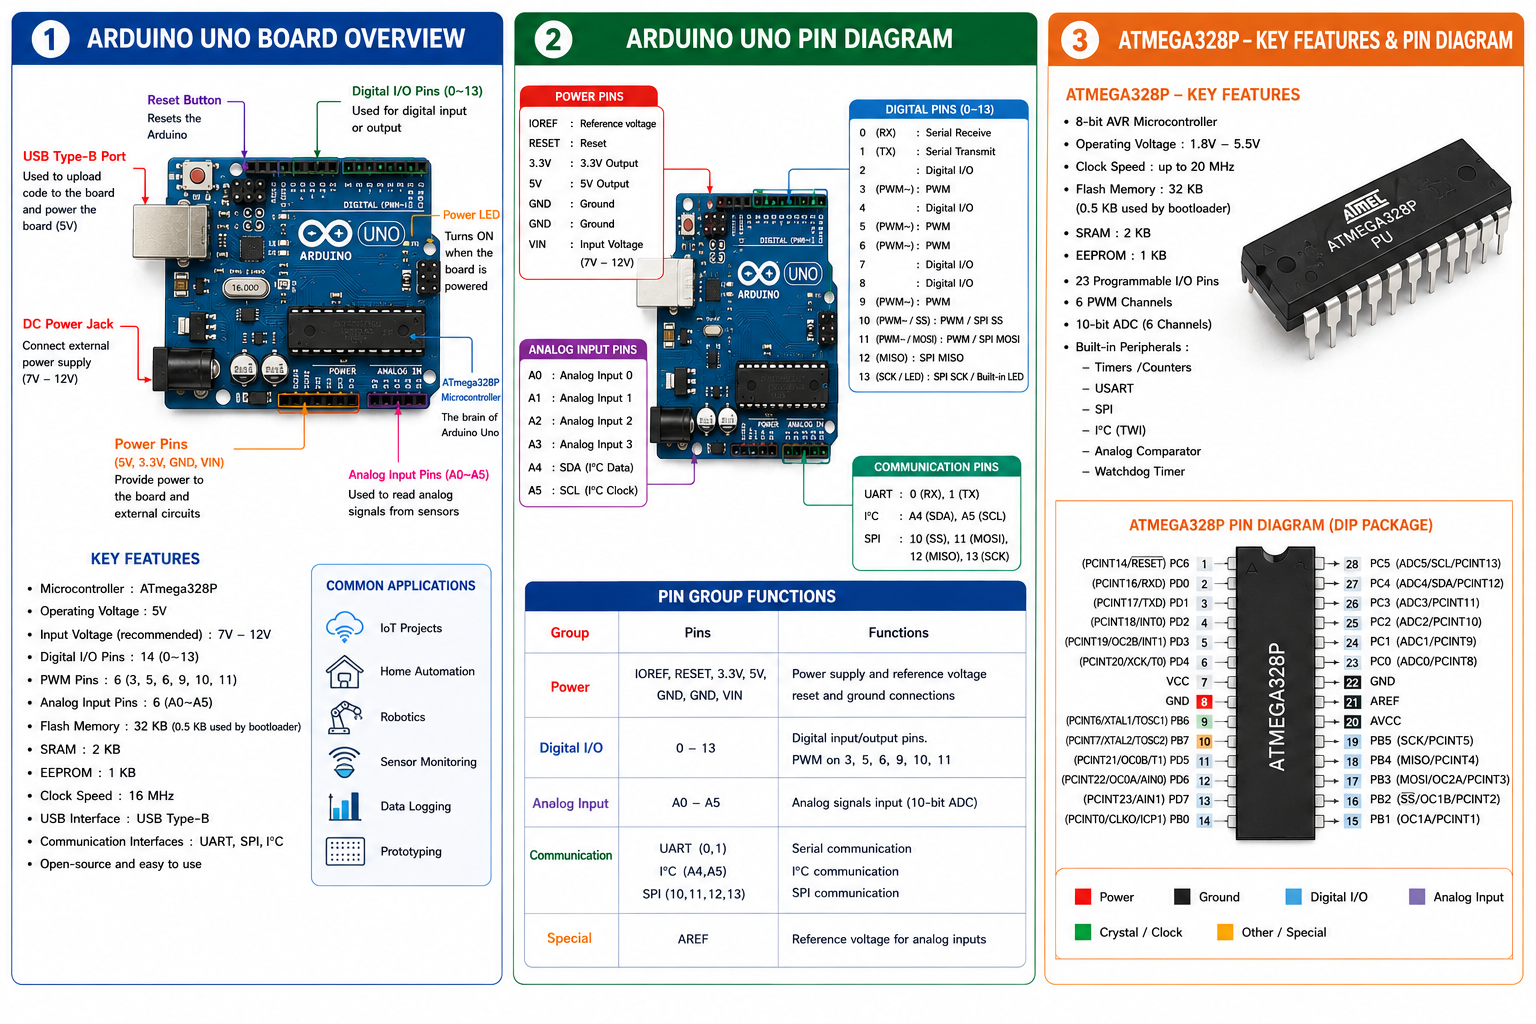 1 ARDUINO UNO BOARD OVERVIEW
Reset Button
Resets the
Arduino
Digital I/O Pins (0~13)
Used for digital input
or output
USB Type-B Port
Used to upload
code to the board
and power the
board (5V)
Power LED
Turns ON
when the
board is
powered
DIGITAL (PWM~)
UNO
ARDUINO
16.000
DC Power Jack
Connect external
power supply
(7V – 12V)
POWER
ANALOG IN
ATmega328P
Microcontroller
The brain of
Arduino Uno
Power Pins
(5V, 3.3V, GND, VIN)
Provide power to
the board and
external circuits
Analog Input Pins (A0~A5)
Used to read analog
signals from sensors
KEY FEATURES
• Microcontroller : ATmega328P
• Operating Voltage : 5V
• Input Voltage (recommended) : 7V – 12V
• Digital I/O Pins : 14 (0~13)
• PWM Pins : 6 (3, 5, 6, 9, 10, 11)
• Analog Input Pins : 6 (A0~A5)
• Flash Memory : 32 KB (0.5 KB used by bootloader)
• SRAM : 2 KB
• EEPROM : 1 KB
• Clock Speed : 16 MHz
• USB Interface : USB Type-B
• Communication Interfaces : UART, SPI, I²C
• Open-source and easy to use
COMMON APPLICATIONS
IoT Projects
Home Automation
Robotics
Sensor Monitoring
Data Logging
Prototyping
2 ARDUINO UNO PIN DIAGRAM
POWER PINS
IOREF : Reference voltage
RESET : Reset
3.3V : 3.3V Output
5V : 5V Output
GND : Ground
GND : Ground
VIN : Input Voltage
(7V – 12V)
DIGITAL PINS (0~13)
0 (RX) : Serial Receive
1 (TX) : Serial Transmit
2 : Digital I/O
3 (PWM~) : PWM
4 : Digital I/O
5 (PWM~) : PWM
6 (PWM~) : PWM
7 : Digital I/O
8 : Digital I/O
9 (PWM~) : PWM
10 (PWM~ / SS) : PWM / SPI SS
11 (PWM~ / MOSI) : PWM / SPI MOSI
12 (MISO) : SPI MISO
13 (SCK / LED) : SPI SCK / Built-in LED
UNO
ARDUINO
POWER
ANALOG IN
ANALOG INPUT PINS
A0 : Analog Input 0
A1 : Analog Input 1
A2 : Analog Input 2
A3 : Analog Input 3
A4 : SDA (I²C Data)
A5 : SCL (I²C Clock)
COMMUNICATION PINS
UART : 0 (RX), 1 (TX)
I²C : A4 (SDA), A5 (SCL)
SPI : 10 (SS), 11 (MOSI),
12 (MISO), 13 (SCK)
PIN GROUP FUNCTIONS
Group Pins Functions
Power IOREF, RESET, 3.3V, 5V, GND, GND, VIN Power supply and reference voltage reset and ground connections
Digital I/O 0 – 13 Digital input/output pins. PWM on 3, 5, 6, 9, 10, 11
Analog Input A0 – A5 Analog signals input (10-bit ADC)
Communication UART (0,1) Serial communication
I²C (A4,A5) I²C communication
SPI (10,11,12,13) SPI communication
Special AREF Reference voltage for analog inputs
3 ATMEGA328P – KEY FEATURES & PIN DIAGRAM
ATMEGA328P – KEY FEATURES
• 8-bit AVR Microcontroller
• Operating Voltage : 1.8V – 5.5V
• Clock Speed : up to 20 MHz
• Flash Memory : 32 KB
(0.5 KB used by bootloader)
• SRAM : 2 KB
• EEPROM : 1 KB
• 23 Programmable I/O Pins
• 6 PWM Channels
• 10-bit ADC (6 Channels)
• Built-in Peripherals :
– Timers /Counters
– USART
– SPI
– I²C (TWI)
– Analog Comparator
– Watchdog Timer
ATMEL
ATMEGA328P
PU
ATMEGA328P PIN DIAGRAM (DIP PACKAGE)
(PCINT14/RESET) PC6 1
(PCINT16/RXD) PD0 2
(PCINT17/TXD) PD1 3
(PCINT18/INT0) PD2 4
(PCINT19/OC2B/INT1) PD3 5
(PCINT20/XCK/T0) PD4 6
VCC 7
GND 8
(PCINT6/XTAL1/TOSC1) PB6 9
(PCINT7/XTAL2/TOSC2) PB7 10
(PCINT21/OC0B/T1) PD5 11
(PCINT22/OC0A/AIN0) PD6 12
(PCINT23/AIN1) PD7 13
(PCINT0/CLKO/ICP1) PB0 14
ATMEGA328P
28 PC5 (ADC5/SCL/PCINT13)
27 PC4 (ADC4/SDA/PCINT12)
26 PC3 (ADC3/PCINT11)
25 PC2 (ADC2/PCINT10)
24 PC1 (ADC1/PCINT9)
23 PC0 (ADC0/PCINT8)
22 GND
21 AREF
20 AVCC
19 PB5 (SCK/PCINT5)
18 PB4 (MISO/PCINT4)
17 PB3 (MOSI/OC2A/PCINT3)
16 PB2 (SS/OC1B/PCINT2)
15 PB1 (OC1A/PCINT1)
Power
Ground
Digital I/O
Analog Input
Crystal / Clock
Other / Special